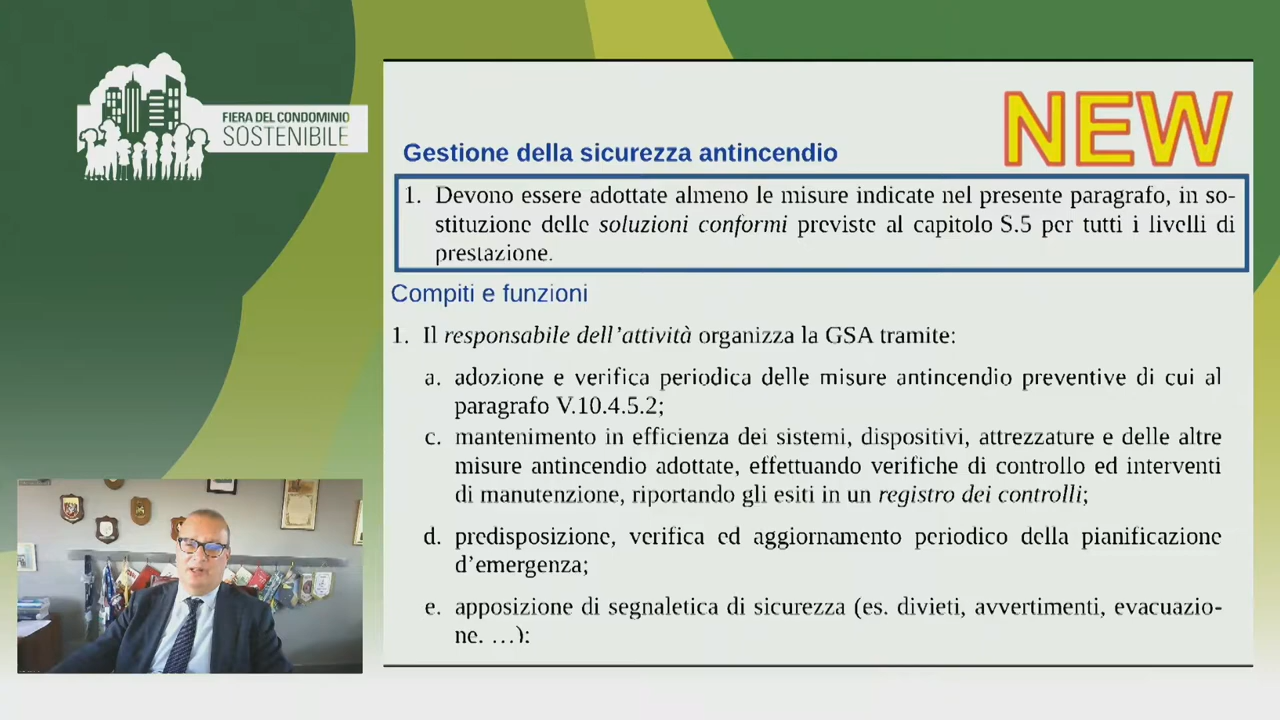 FIERA DEL CONDOMINIO
SOSTENIBILE
NEW
Gestione della sicurezza antincendio
1. Devono essere adottate almeno le misure indicate nel presente paragrafo, in so-
stituzione delle soluzioni conformi previste al capitolo S.5 per tutti i livelli di
prestazione.
Compiti e funzioni
1. Il responsabile dell'attività organizza la GSA tramite:
a. adozione e verifica periodica delle misure antincendio preventive di cui al
paragrafo V.10.4.5.2;
c. mantenimento in efficienza dei sistemi, dispositivi, attrezzature e delle altre
misure antincendio adottate, effettuando verifiche di controllo ed interventi
di manutenzione, riportando gli esiti in un registro dei controlli;
d. predisposizione, verifica ed aggiornamento periodico della pianificazione
d'emergenza;
e. apposizione di segnaletica di sicurezza (es. divieti, avvertimenti, evacuazio-
ne. …):